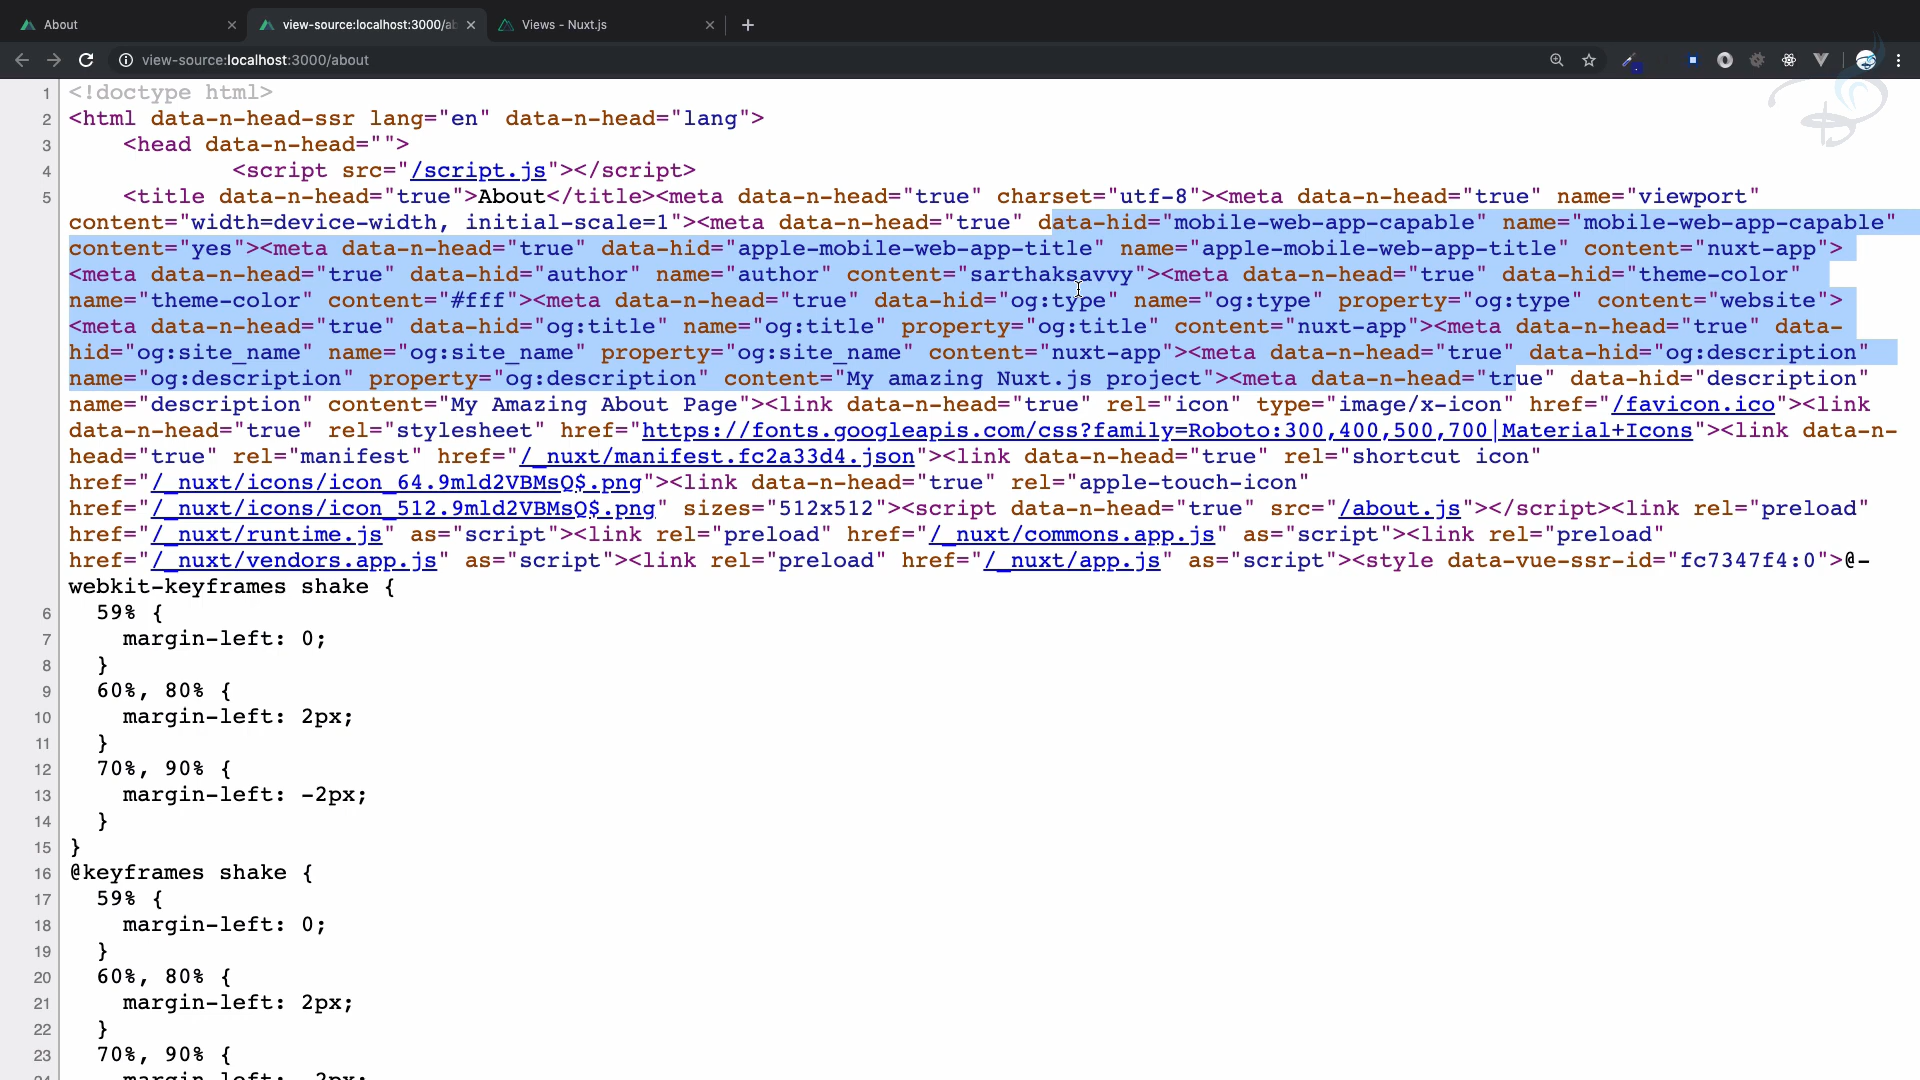 About
view-source:localhost:3000/ab
Views - Nuxt.js
view-source:localhost:3000/about
1 <!doctype html>
2 <html data-n-head-ssr lang="en" data-n-head="lang">
3 <head data-n-head="">
4 <script src="/script.js"></script>
5 <title data-n-head="true">About</title><meta data-n-head="true" charset="utf-8"><meta data-n-head="true" name="viewport"
content="width=device-width, initial-scale=1"><meta data-n-head="true" data-hid="mobile-web-app-capable" name="mobile-web-app-capable"
content="yes"><meta data-n-head="true" data-hid="apple-mobile-web-app-title" name="apple-mobile-web-app-title" content="nuxt-app">
<meta data-n-head="true" data-hid="author" name="author" content="sarthaksavvy"><meta data-n-head="true" data-hid="theme-color"
name="theme-color" content="#fff"><meta data-n-head="true" data-hid="og:type" name="og:type" property="og:type" content="website">
<meta data-n-head="true" data-hid="og:title" name="og:title" property="og:title" content="nuxt-app"><meta data-n-head="true" data-
hid="og:site_name" name="og:site_name" property="og:site_name" content="nuxt-app"><meta data-n-head="true" data-hid="og:description"
name="og:description" property="og:description" content="My amazing Nuxt.js project"><meta data-n-head="true" data-hid="description"
name="description" content="My Amazing About Page"><link data-n-head="true" rel="icon" type="image/x-icon" href="/favicon.ico"><link
data-n-head="true" rel="stylesheet" href="https://fonts.googleapis.com/css?family=Roboto:300,400,500,700|Material+Icons"><link data-n-
head="true" rel="manifest" href="/_nuxt/manifest.fc2a33d4.json"><link data-n-head="true" rel="shortcut icon"
href="/_nuxt/icons/icon_64.9mld2VBMsQ$.png"><link data-n-head="true" rel="apple-touch-icon"
href="/_nuxt/icons/icon_512.9mld2VBMsQ$.png" sizes="512x512"><script data-n-head="true" src="/about.js"></script><link rel="preload"
href="/_nuxt/runtime.js" as="script"><link rel="preload" href="/_nuxt/commons.app.js" as="script"><link rel="preload"
href="/_nuxt/vendors.app.js" as="script"><link rel="preload" href="/_nuxt/app.js" as="script"><style data-vue-ssr-id="fc7347f4:0">@-
webkit-keyframes shake {
6 59% {
7 margin-left: 0;
8 }
9 60%, 80% {
10 margin-left: 2px;
11 }
12 70%, 90% {
13 margin-left: -2px;
14 }
15 }
16 @keyframes shake {
17 59% {
18 margin-left: 0;
19 }
20 60%, 80% {
21 margin-left: 2px;
22 }
23 70%, 90% {
24 margin-left: -2px;